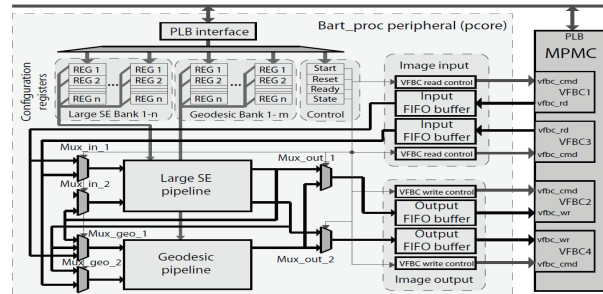 Bart_proc peripheral (pcore)
PLB interface
PLB
MPMC
Configuration
registers
REG 1
REG 2
REG n
REG 1
REG 2
REG n
Large SE Bank 1-n
REG 1
REG 2
REG n
REG 1
REG 2
REG n
Geodesic Bank 1- m
Start
Reset
Ready
State
Control
Image input
VFBC read control
Input
FIFO buffer
Input
FIFO buffer
VFBC read control
vfbc_cmd
VFBC1
vfbc_rd
vfbc_rd
VFBC3
vfbc_cmd
Mux_in_1
Mux_in_2
Large SE
pipeline
Mux_out_1
Mux_geo_1
Mux_geo_2
Geodesic
pipeline
Mux_out_2
VFBC write control
Output
FIFO buffer
Output
FIFO buffer
VFBC write control
Image output
vfbc_cmd
VFBC2
vfbc_wr
vfbc_wr
VFBC4
vfbc_cmd